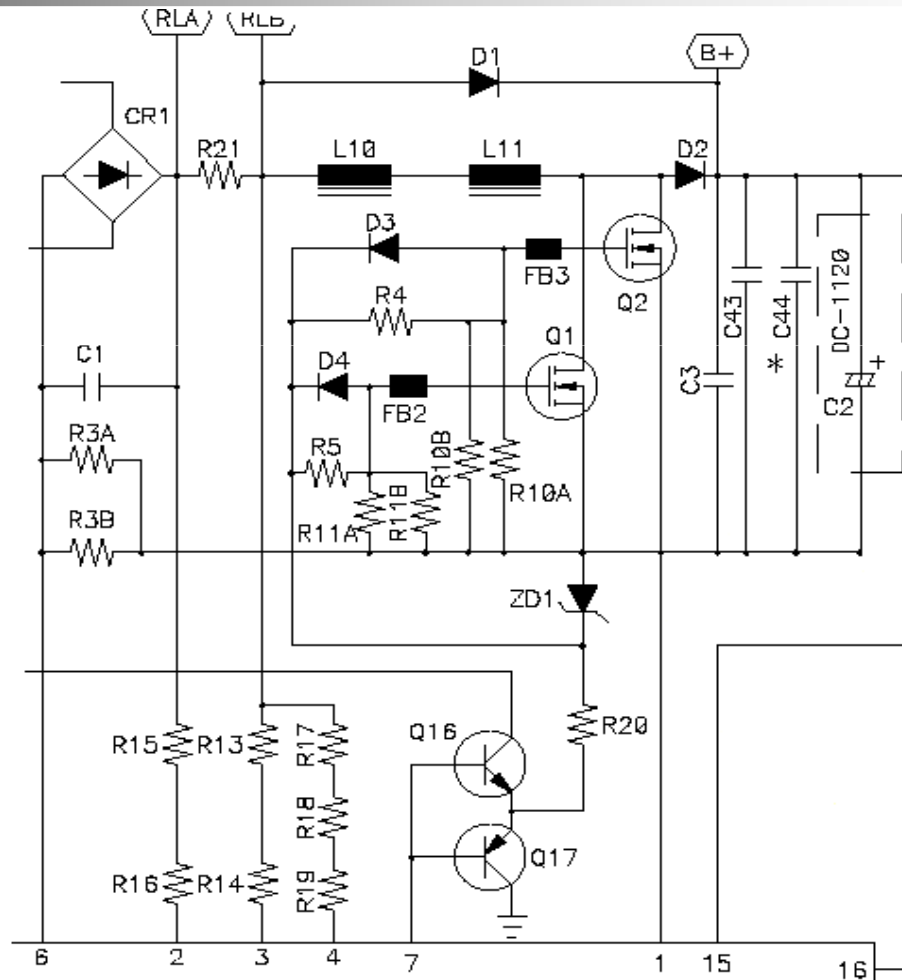 RLA RLB
D1 B+
CR1
R21 L10 L11 D2
D3
FB3
Q2
R4
C43 * C44 DC-1120
C1 D4 Q1
C3 C2 +
FB2
R3A R5 R10B
R10A
R3B R11A R11B
ZD1
R15 R13 R17 Q16 R20
R18
Q17
R16 R14 R19
6 2 3 4 7 1 15 16